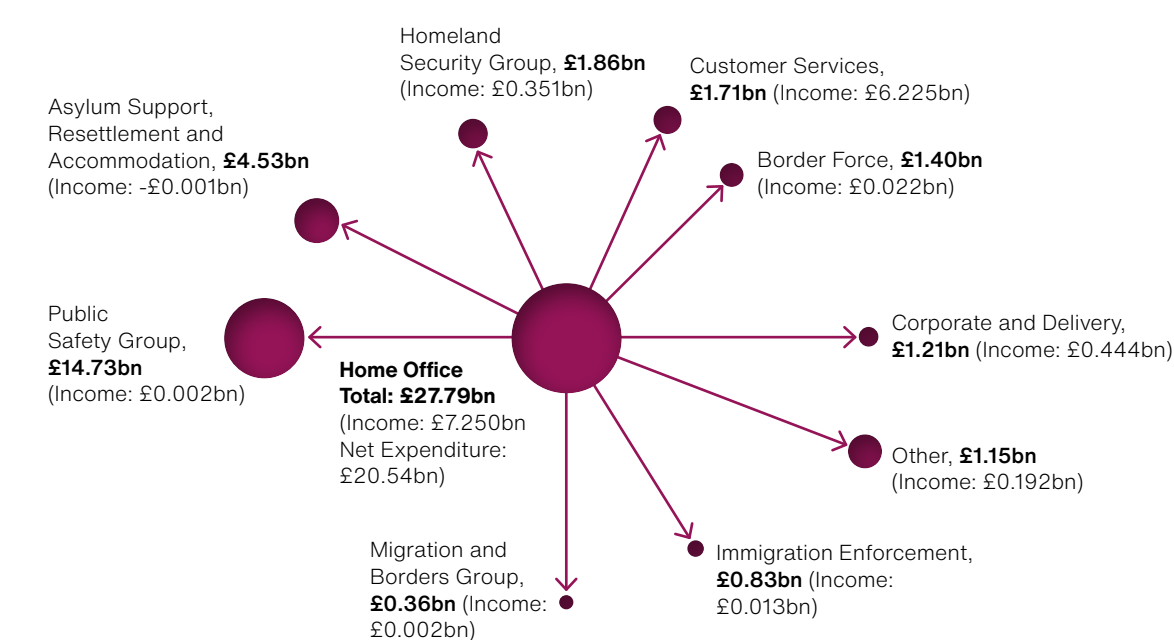 Homeland
Security Group, £1.86bn
(Income: £0.351bn)
Customer Services,
£1.71bn (Income: £6.225bn)
Asylum Support,
Resettlement and
Accommodation, £4.53bn
(Income: -£0.001bn)
Border Force, £1.40bn
(Income: £0.022bn)
Public
Safety Group,
£14.73bn
(Income: £0.002bn)
Home Office
Total: £27.79bn
(Income: £7.250bn
Net Expenditure:
£20.54bn)
Corporate and Delivery,
£1.21bn (Income: £0.444bn)
Other, £1.15bn
(Income: £0.192bn)
Migration and
Borders Group,
£0.36bn (Income:
£0.002bn)
Immigration Enforcement,
£0.83bn (Income:
£0.013bn)